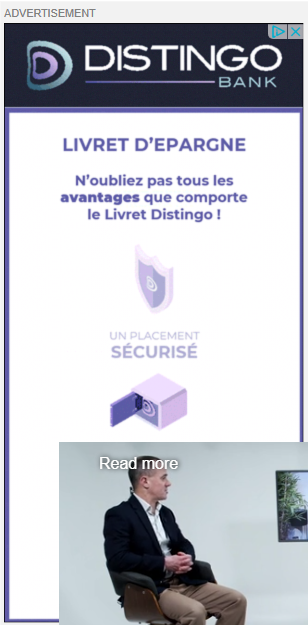 ADVERTISEMENT
DISTINGO
BANK
LIVRET D'EPARGNE
N'oubliez pas tous les
avantages que comporte
le Livret Distingo !
UN PLACEMENT
SÉCURISÉ
Read more